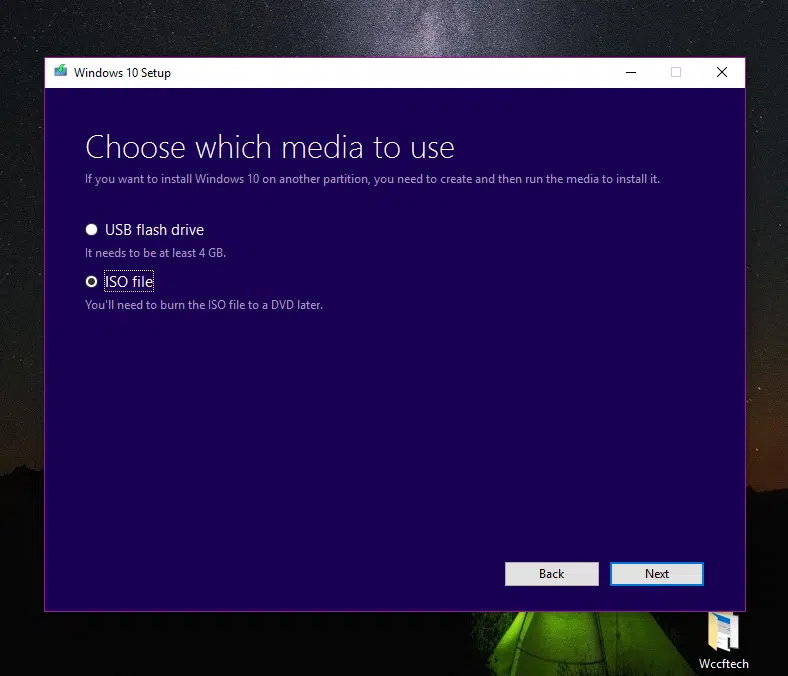 Windows 10 Setup
Choose which media to use
If you want to install Windows 10 on another partition, you need to create and then run the media to install it.
USB flash drive
It needs to be at least 4 GB.
ISO file
You'll need to burn the ISO file to a DVD later.
Back
Next
Wccftech